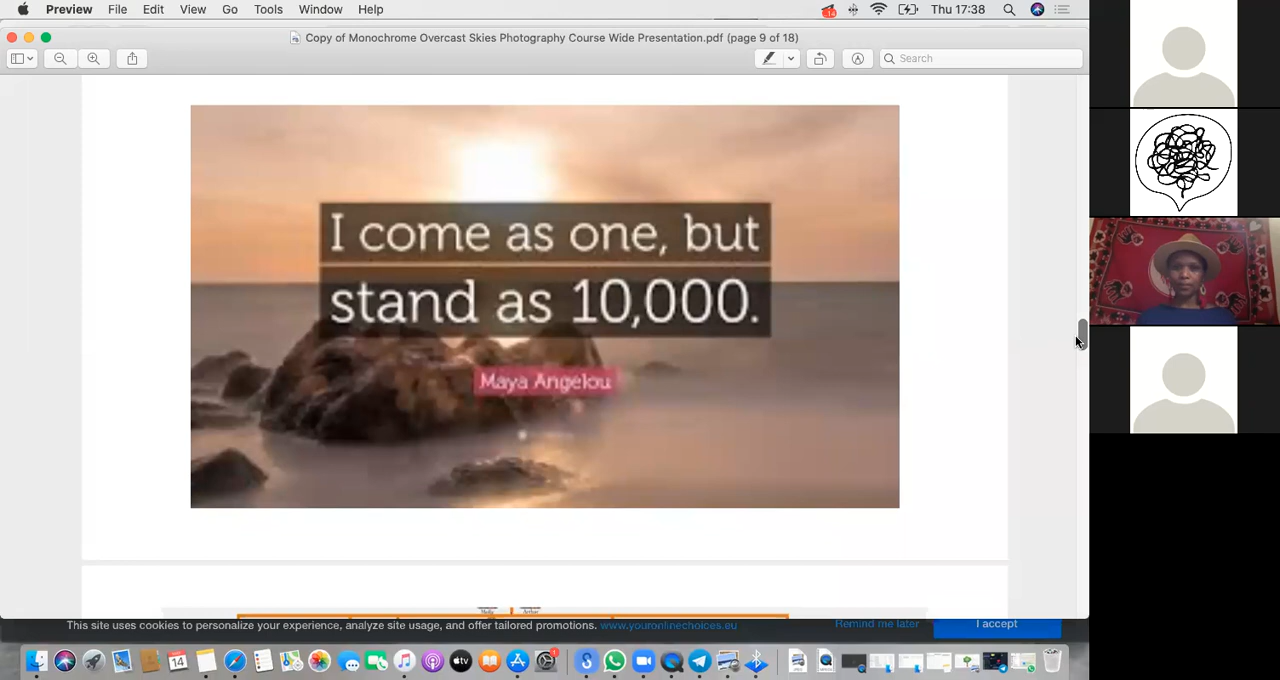 Preview File Edit View Go Tools Window Help Thu 17:38
Copy of Monochrome Overcast Skies Photography Course Wide Presentation.pdf (page 9 of 18)
Search
I come as one, but
stand as 10,000.
Maya Angelou
This site uses cookies to personalize your experience, analyze site usage, and offer tailored promotions. www.youronlinechoices.eu Remind me later I accept
14